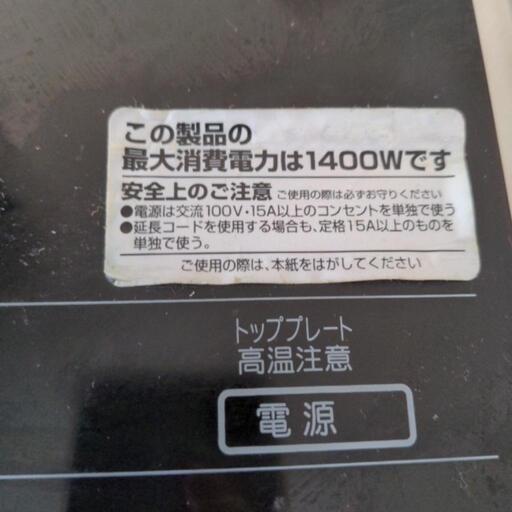 この製品の
最大消費電力は1400Wです
安全上のご注意 ご使用の際は必ずお守りください
●電源は交流100V・15A以上のコンセントを単独で使う
●延長コードを使用する場合も、定格15A以上のものを
単独で使う。
ご使用の際は、本紙をはがしてください
トッププレート
高温注意
電源